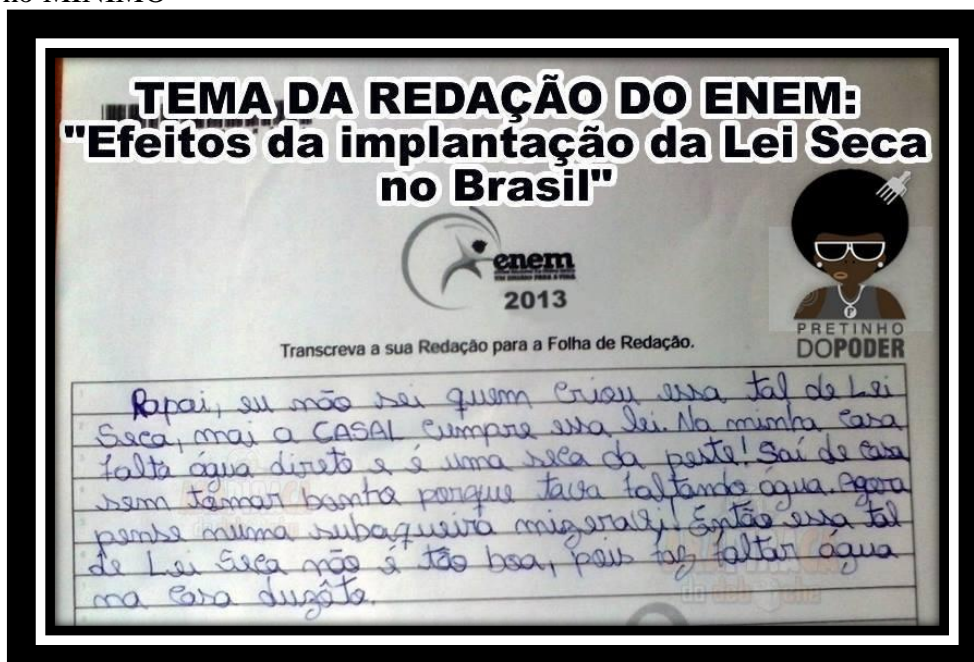 no MÍNIMO
TEMA DA REDAÇÃO DO ENEM:
"Efeitos da implantação da Lei Seca
no Brasil"
enem
2013
PRETINHO
DOPODER
Transcreva a sua Redação para a Folha de Redação.
Rapai, eu não sei quem criou essa tal de Lei
Seca, mai a CASAL cumpre essa lei. Na minha casa
falta água direto e é uma seca da peste! Saí de casa
sem tomar banho porque tava faltando água. Agora
pense numa subaqueira
Então essa tal
de Lei Seca não é tão boa, pois faz faltar água
na casa dugôto.